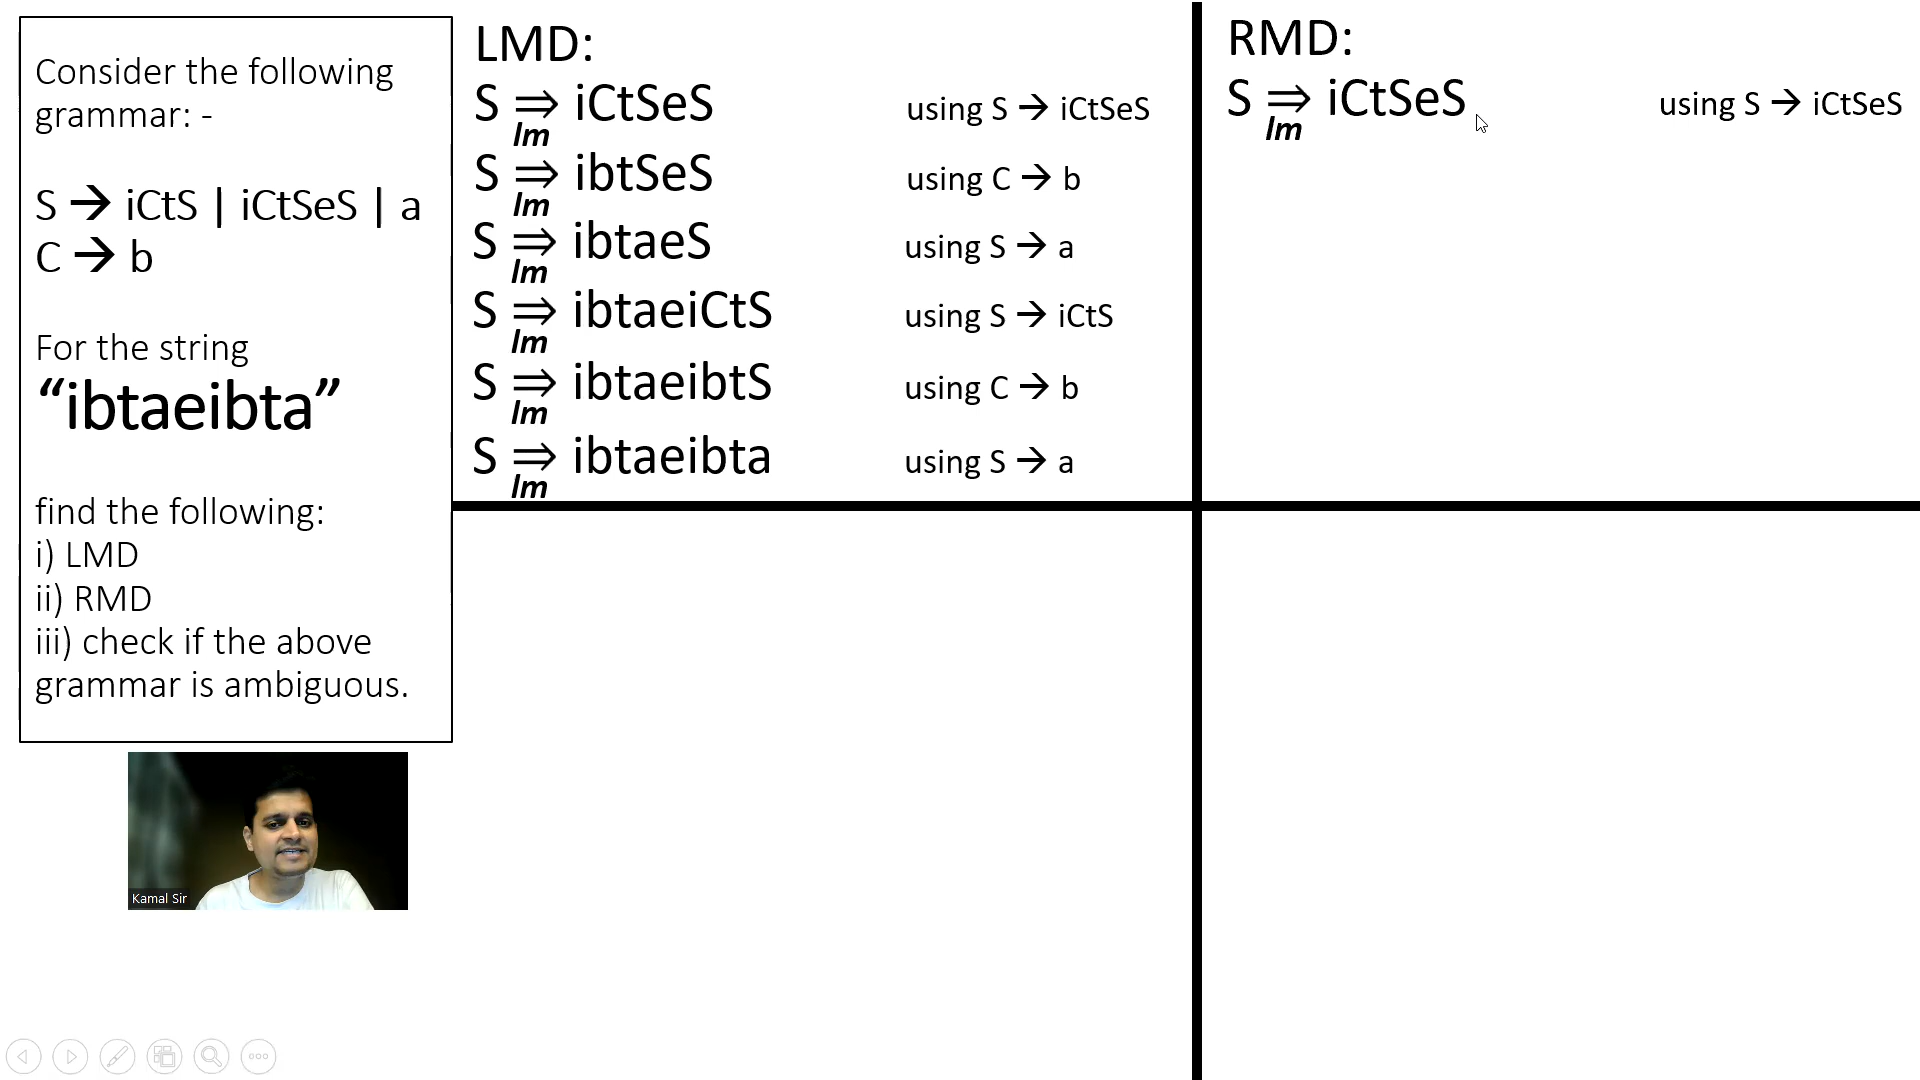 Consider the following
grammar: -
S → iCtS | iCtSeS | a
C → b
For the string
“ibtaeibta”
find the following:
i) LMD
ii) RMD
iii) check if the above
grammar is ambiguous.
Kamal Sir
LMD:
S ⇒ iCtSeS using S → iCtSeS
lm
S ⇒ ibtSeS using C → b
lm
S ⇒ ibtaeS using S → a
lm
S ⇒ ibtaeiCtS using S → iCtS
lm
S ⇒ ibtaeibtS using C → b
lm
S ⇒ ibtaeibta using S → a
lm
RMD:
S ⇒ iCtSeS using S → iCtSeS
lm